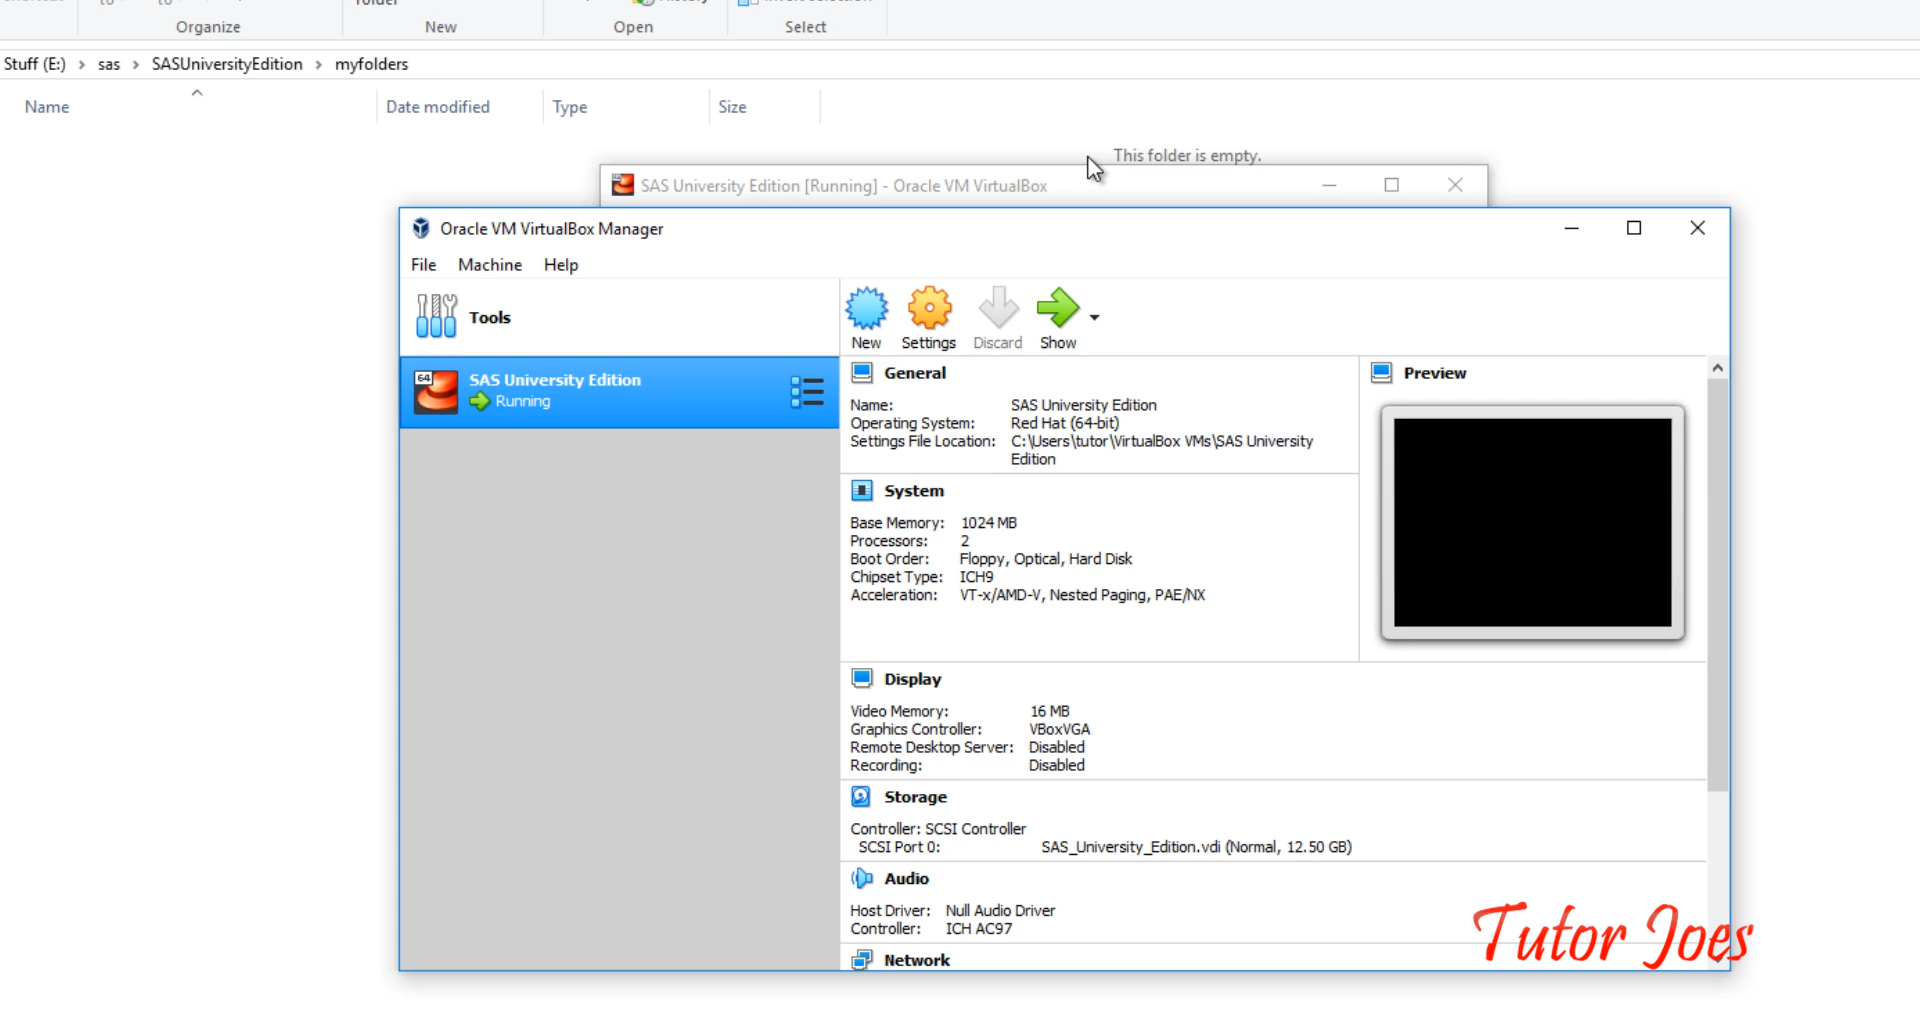 Organize
New
Open
Select
Stuff (E:) > sas > SASUniversityEdition > myfolders
Name
Date modified
Type
Size
This folder is empty.
SAS University Edition [Running] - Oracle VM VirtualBox
Oracle VM VirtualBox Manager
File Machine Help
Tools
New Settings Discard Show
64
SAS University Edition
Running
General
Name: SAS University Edition
Operating System: Red Hat (64-bit)
Settings File Location: C:\Users\tutor\VirtualBox VMs\SAS University
Edition
Preview
System
Base Memory: 1024 MB
Processors: 2
Boot Order: Floppy, Optical, Hard Disk
Chipset Type: ICH9
Acceleration: VT-x/AMD-V, Nested Paging, PAE/NX
Display
Video Memory: 16 MB
Graphics Controller: VBoxVGA
Remote Desktop Server: Disabled
Recording: Disabled
Storage
Controller: SCSI Controller
SCSI Port 0: SAS_University_Edition.vdi (Normal, 12.50 GB)
Audio
Host Driver: Null Audio Driver
Controller: ICH AC97
Network
Tutor Joes